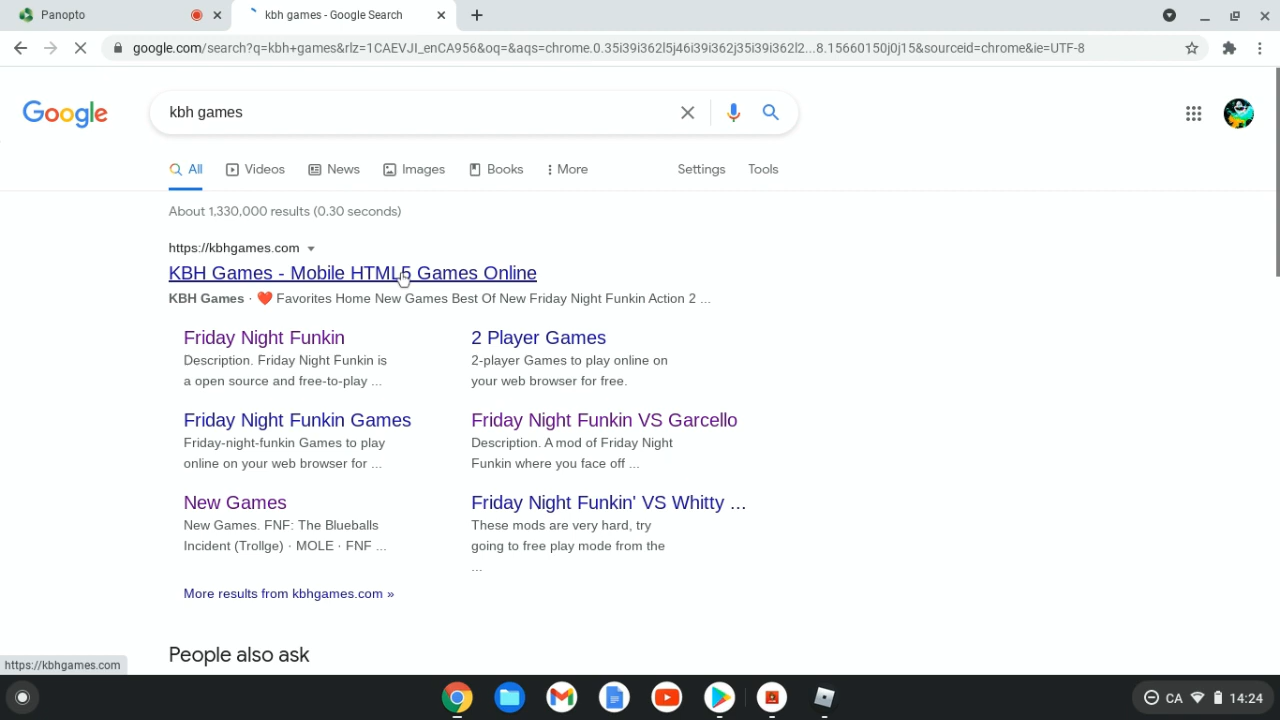 Panopto
kbh games - Google Search
google.com/search?q=kbh+games&rlz=1CAEVJI_enCA956&oq=&aqs=chrome.0.35i39i362l5j46i39i362j35i39i362l2...8.15660150j0j15&sourceid=chrome&ie=UTF-8
Google
kbh games
All
Videos
News
Images
Books
More
Settings
Tools
About 1,330,000 results (0.30 seconds)
https://kbhgames.com
KBH Games - Mobile HTML5 Games Online
KBH Games · ❤️ Favorites Home New Games Best Of New Friday Night Funkin Action 2 ...
Friday Night Funkin
Description. Friday Night Funkin is
a open source and free-to-play ...
2 Player Games
2-player Games to play online on
your web browser for free.
Friday Night Funkin Games
Friday-night-funkin Games to play
online on your web browser for ...
Friday Night Funkin VS Garcello
Description. A mod of Friday Night
Funkin where you face off ...
New Games
New Games. FNF: The Blueballs
Incident (Trollge) · MOLE · FNF ...
Friday Night Funkin' VS Whitty ...
These mods are very hard, try
going to free play mode from the
...
More results from kbhgames.com »
People also ask
https://kbhgames.com
CA
14:24